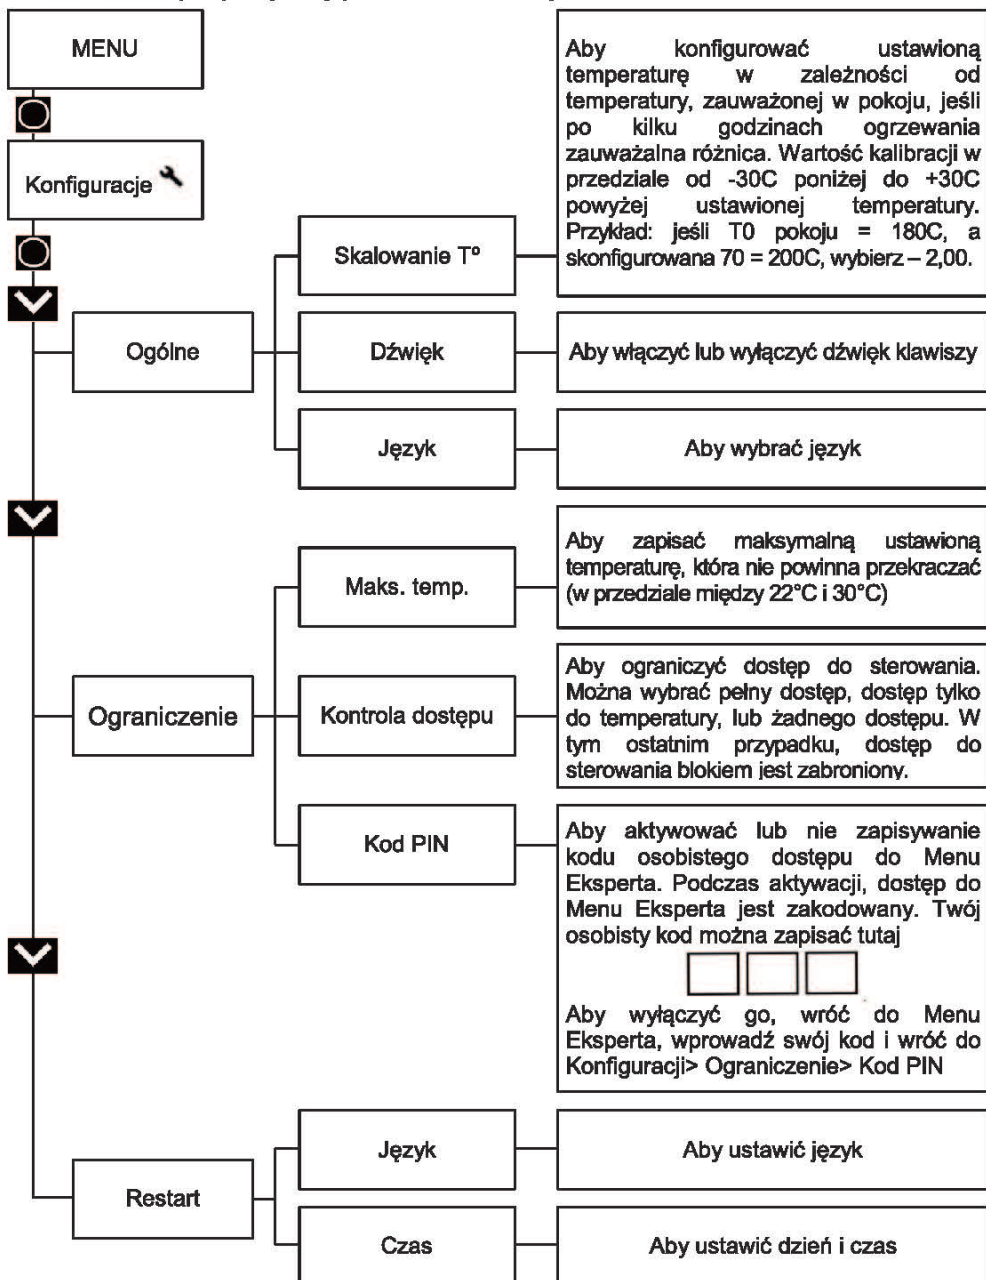 MENU
Konfiguracje
Aby konfigurować ustawioną
temperaturę w zależności od
temperatury, zauważonej w pokoju, jeśli
po kilku godzinach ogrzewania
zauważalna różnica. Wartość kalibracji w
przedziale od -30C poniżej do +30C
powyżej ustawionej temperatury.
Przykład: jeśli T0 pokoju = 180C, a
skonfigurowana 70 = 200C, wybierz – 2,00.
Skalowanie Tº
Ogólne
Dźwięk
Aby włączyć lub wyłączyć dźwięk klawiszy
Język
Aby wybrać język
Maks. temp.
Aby zapisać maksymalną ustawioną
temperaturę, która nie powinna przekraczać
(w przedziale między 22°C i 30°C)
Ograniczenie
Kontrola dostępu
Aby ograniczyć dostęp do sterowania.
Można wybrać pełny dostęp, dostęp tylko
do temperatury, lub żadnego dostępu. W
tym ostatnim przypadku, dostęp do
sterowania blokiem jest zabroniony.
Kod PIN
Aby aktywować lub nie zapisywanie
kodu osobistego dostępu do Menu
Eksperta. Podczas aktywacji, dostęp do
Menu Eksperta jest zakodowany. Twój
osobisty kod można zapisać tutaj
Aby wyłączyć go, wróć do Menu
Eksperta, wprowadź swój kod i wróć do
Konfiguracji> Ograniczenie> Kod PIN
Restart
Język
Aby ustawić język
Czas
Aby ustawić dzień i czas